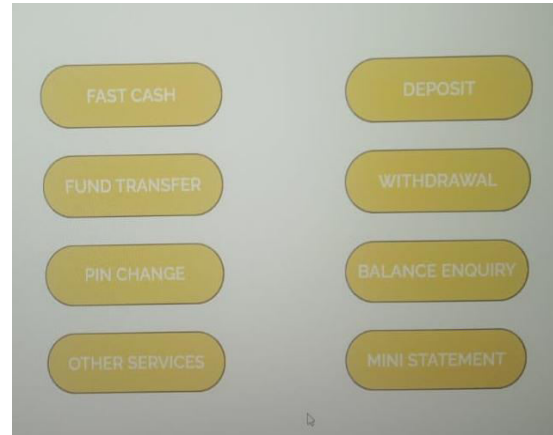 FAST CASH
DEPOSIT
FUND TRANSFER
WITHDRAWAL
PIN CHANGE
BALANCE ENQUIRY
OTHER SERVICES
MINI STATEMENT